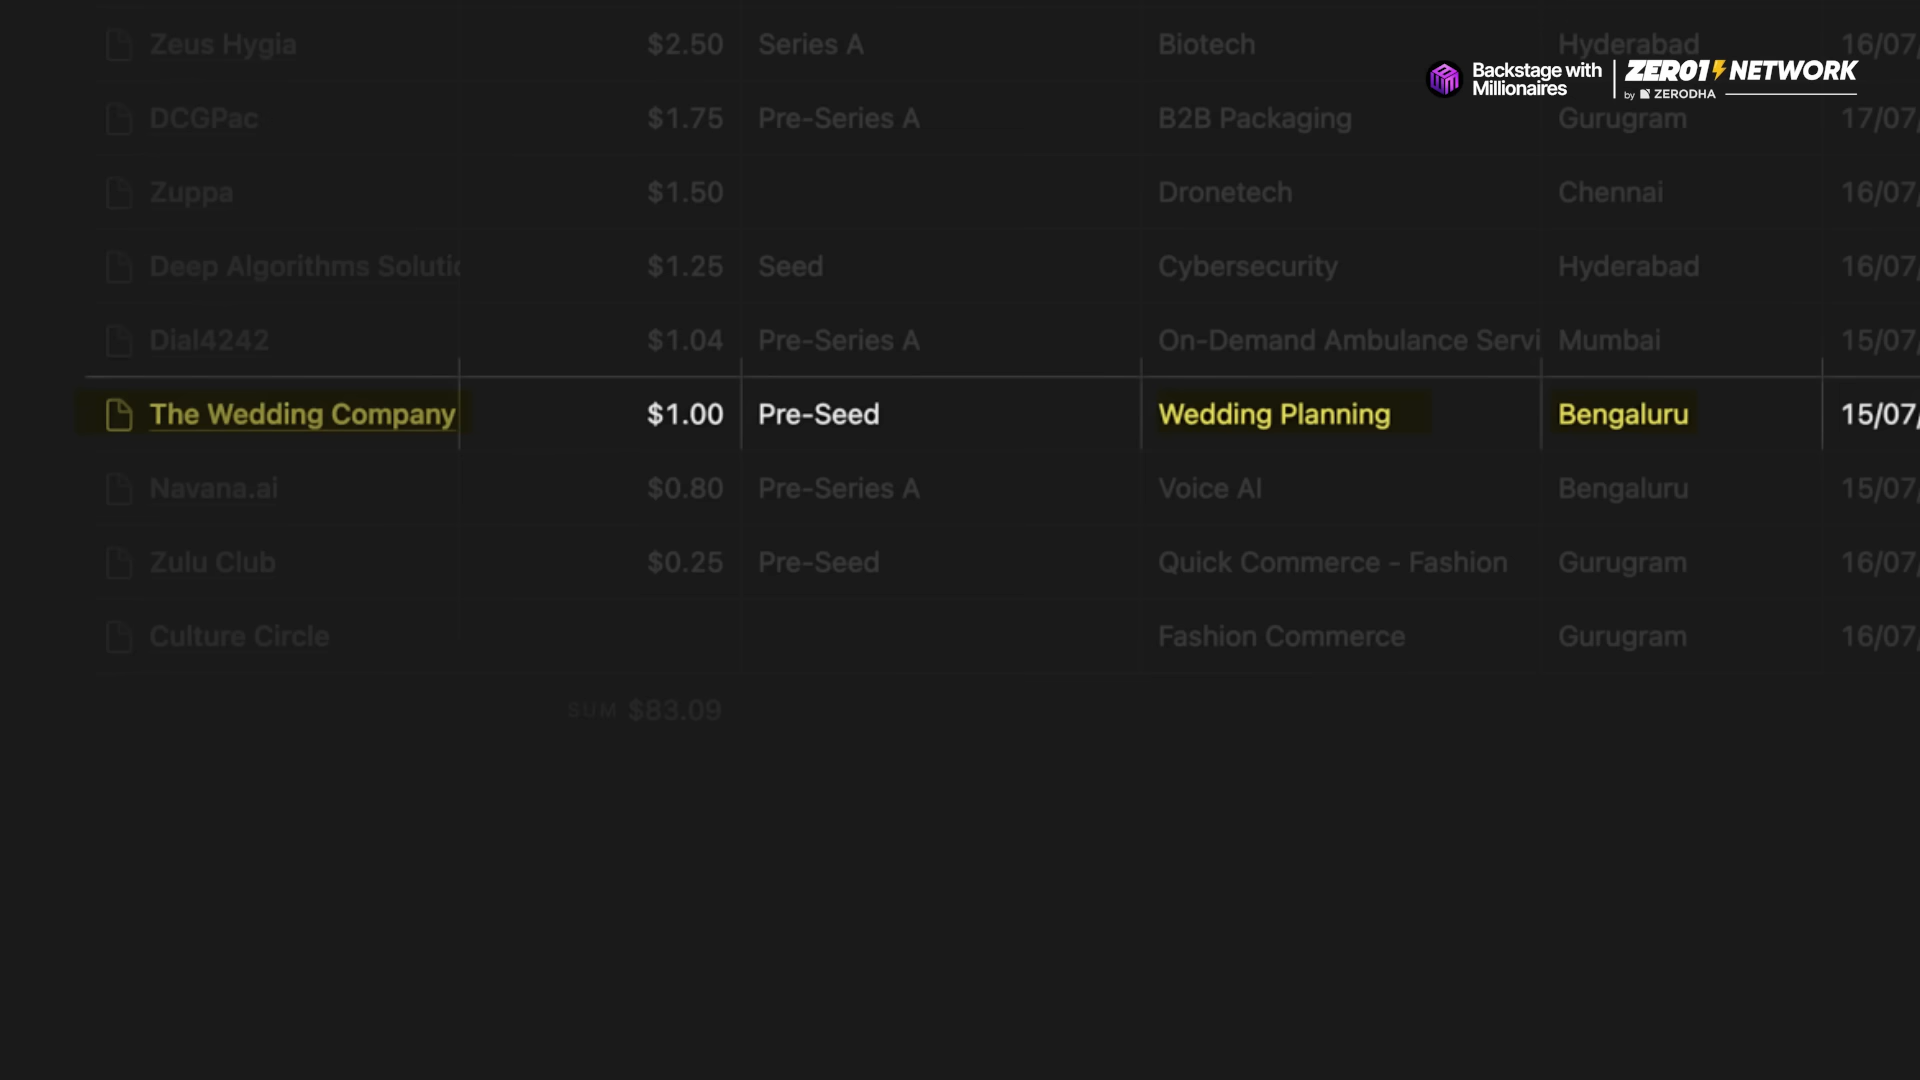 Zeus Hygia $2.50 Series A Biotech Hyderabad 16/07/
Backstage with Millionaires
ZERO1 NETWORK
by ZERODHA
DCGPac $1.75 Pre-Series A B2B Packaging Gurugram 17/07/
Zuppa $1.50 Dronetech Chennai 16/07/
Deep Algorithms Solutio $1.25 Seed Cybersecurity Hyderabad 16/07/
Dial4242 $1.04 Pre-Series A On-Demand Ambulance Servi Mumbai 15/07/
The Wedding Company $1.00 Pre-Seed Wedding Planning Bengaluru 15/07/
Navana.ai $0.80 Pre-Series A Voice AI Bengaluru 15/07/
Zulu Club $0.25 Pre-Seed Quick Commerce - Fashion Gurugram 16/07/
Culture Circle Fashion Commerce Gurugram 16/07/
SUM $83.09